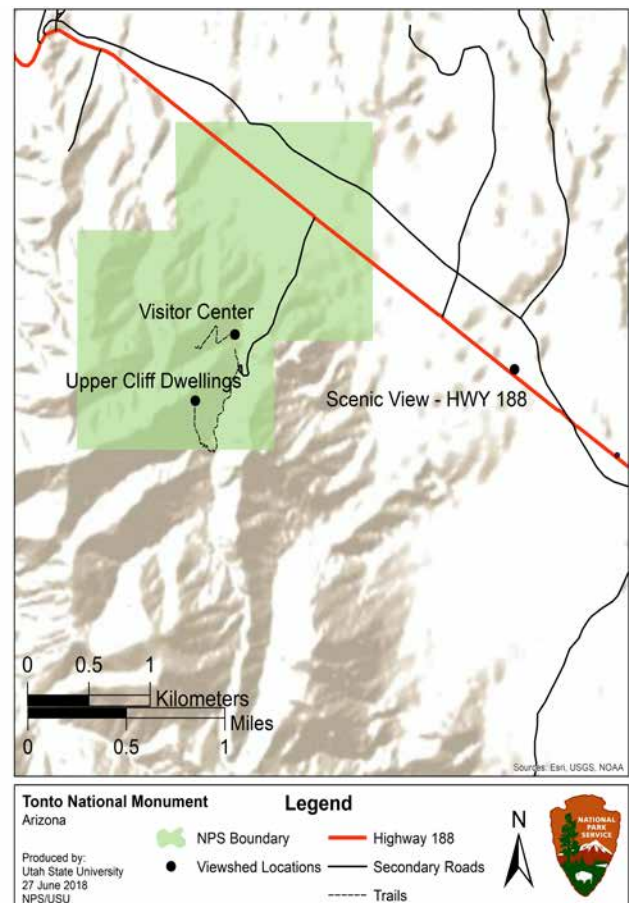 Visitor Center
Upper Cliff Dwellings
Scenic View - HWY 188
0 0.5 1
Kilometers
Miles
0 0.5 1
Sources: Esri, USGS, NOAA
Tonto National Monument
Arizona
Produced by:
Utah State University
27 June 2018
NPS/USU
Legend
NPS Boundary
Viewshed Locations
Highway 188
Secondary Roads
Trails
N
NATIONAL
PARK
SERVICE